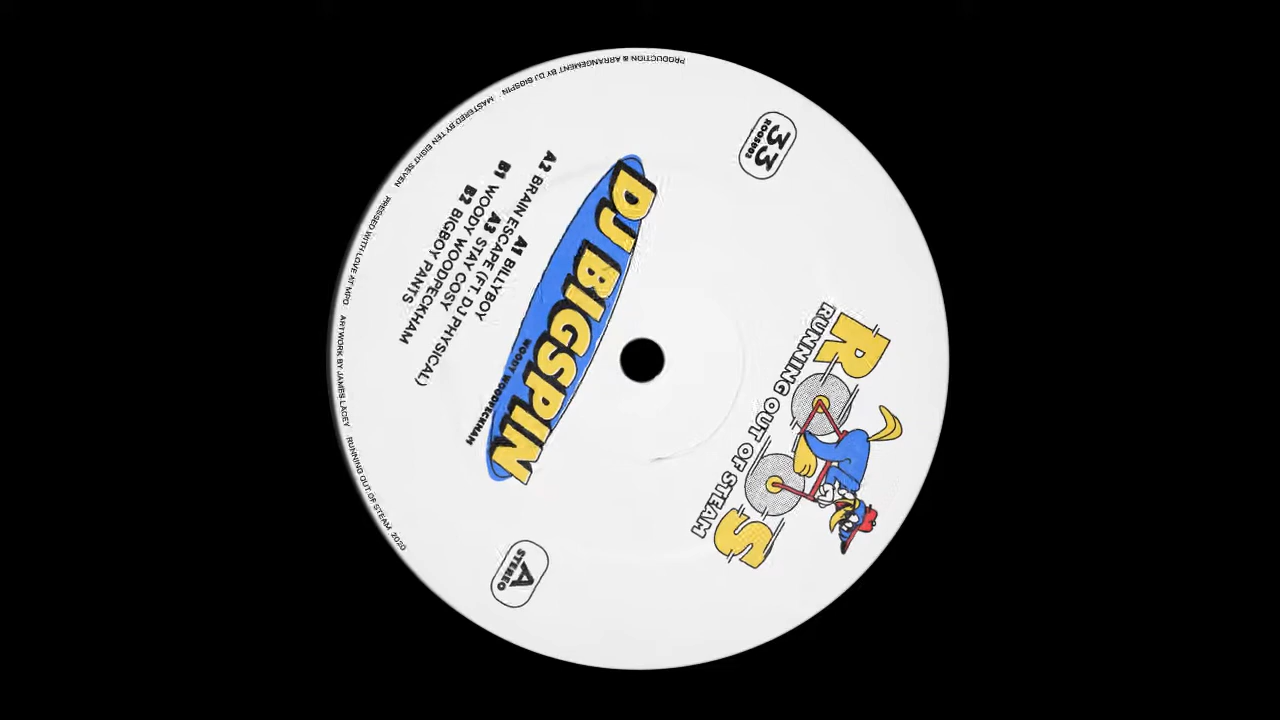 ROOS
RUNNING OUT OF STEAM
33
ROOS002
A
STEREO
DJ BIGSPIN
WOODY WOODPECKHAM
A1 BILLYBOY
A2 BRAIN ESCAPE (FT. DJ PHYSICAL)
A3 STAY COSY
B1 WOODY WOODPECKHAM
B2 BIGBOY PANTS
PRODUCTION & ARRANGEMENT BY DJ BIGSPIN MASTERED BY TEN EIGHT SEVEN PRESSED WITH LOVE AT MPO ARTWORK BY JAMES LACEY RUNNING OUT OF STEAM 2020